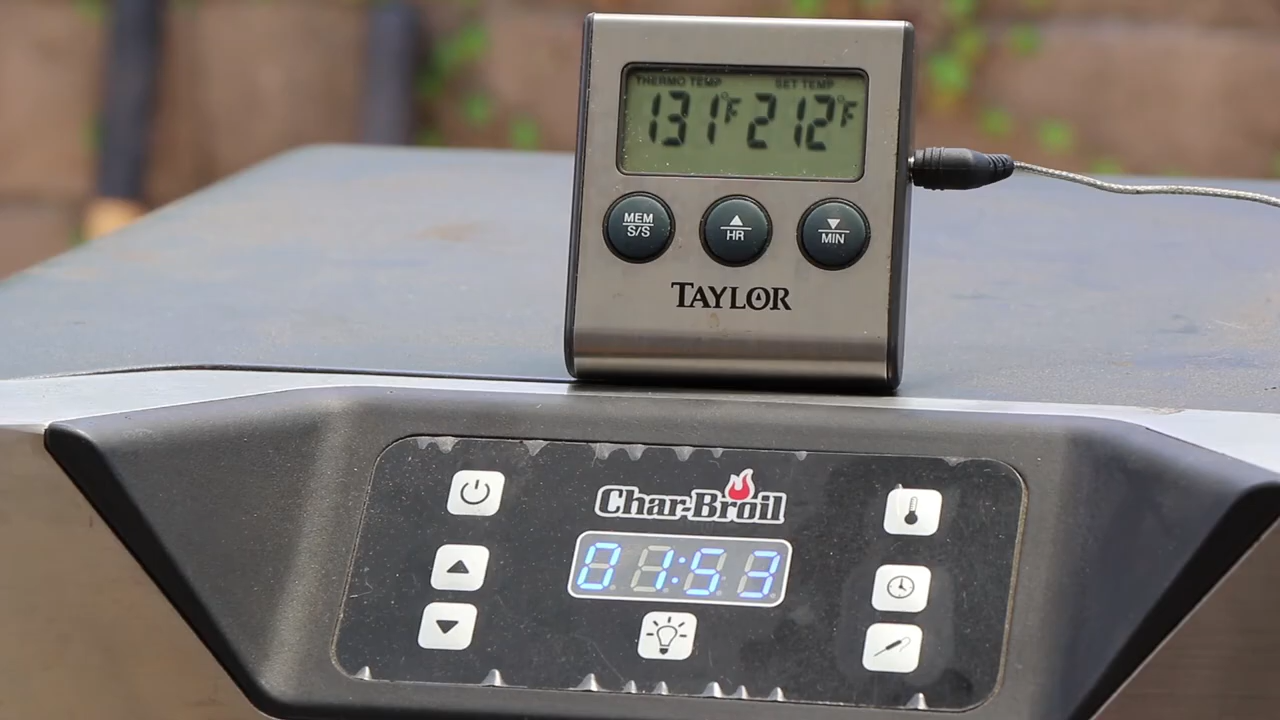 THERMO TEMP SET TEMP
131°F 212°F
MEM
S/S
HR
MIN
TAYLOR
Char-Broil
01:53